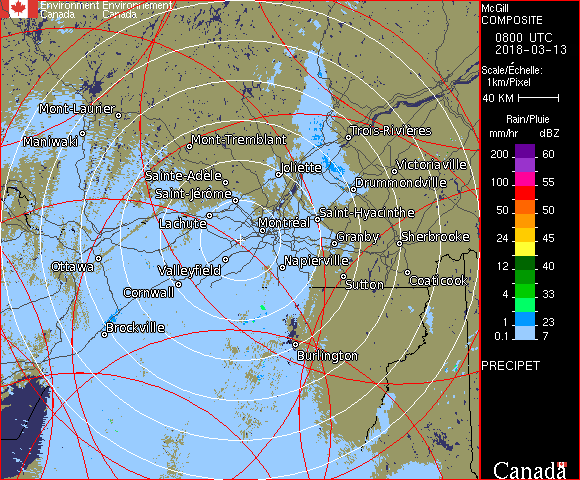 Environment Environnement
Canada Canada
McGill
COMPOSITE
0800 UTC
2018-03-13
Scale/Échelle:
1km/Pixel
40 KM
Rain/Pluie
mm/hr dBZ
200 60
100 55
50 50
24 45
12 40
8 35
4 30
1 23
0.1 7
PRECIPET
Canada
Mont-Laurier
Maniwaki
Mont-Tremblant
Trois-Rivières
Joliette
Victoriaville
Sainte-Adèle
Drummondville
Saint-Jérôme
Saint-Hyacinthe
Lachute
Montréal
Granby
Sherbrooke
Ottawa
Valleyfield
Napierville
Sutton
Coaticook
Cornwall
Brockville
Burlington